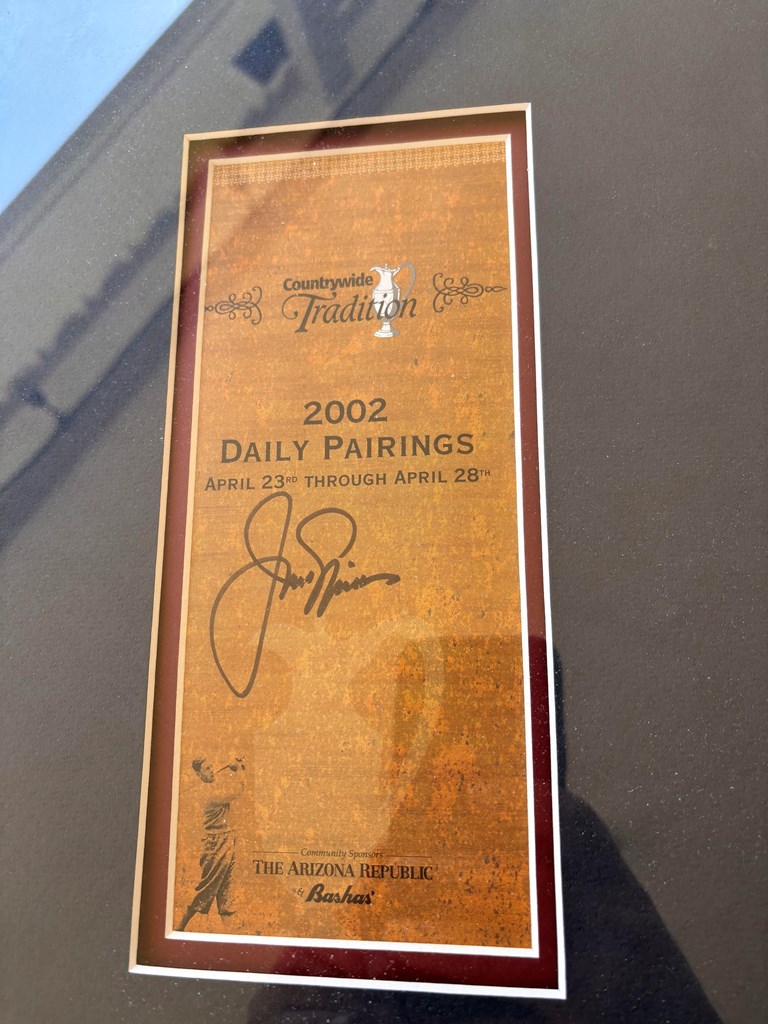 Countrywide
Tradition
2002
DAILY PAIRINGS
APRIL 23RD THROUGH APRIL 28TH
Community Sponsors
THE ARIZONA REPUBLIC
& Bashas'